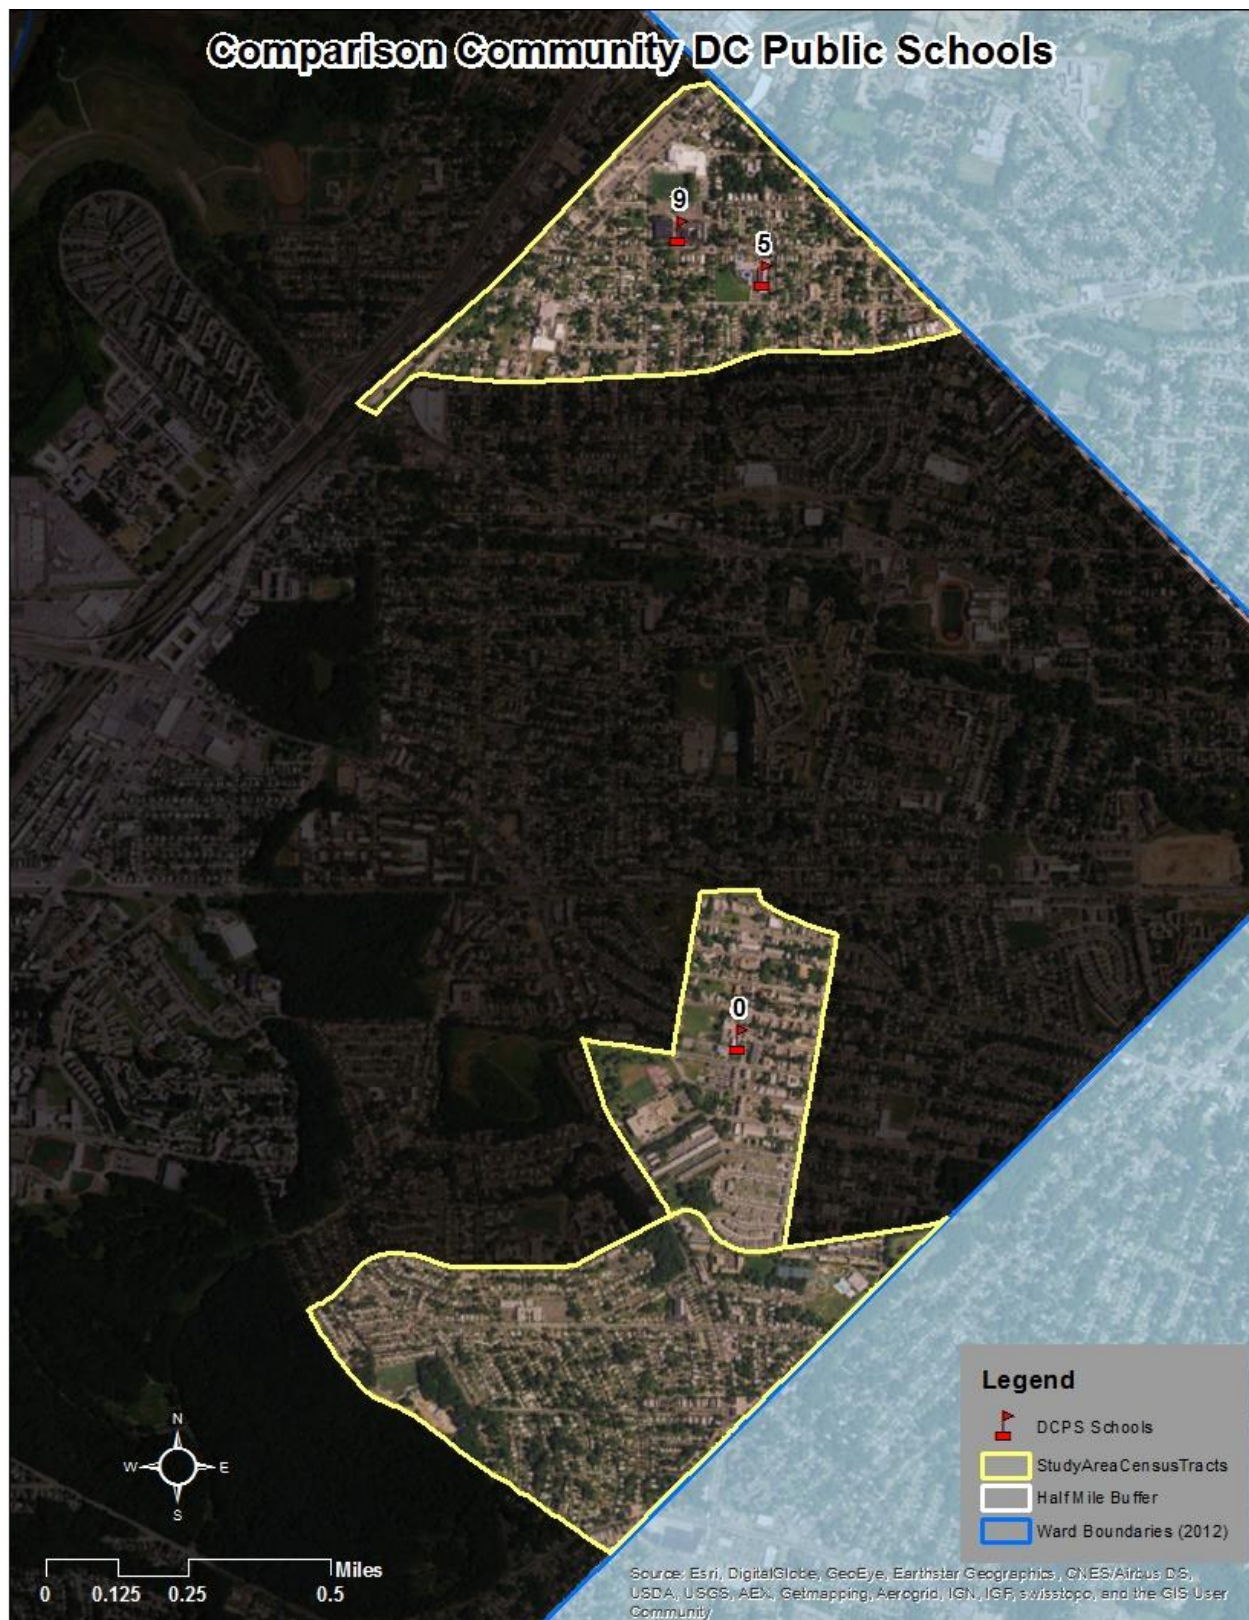 Comparison Community DC Public Schools
9
5
0
Legend
DCPS Schools
StudyAreaCensusTracts
Half Mile Buffer
Ward Boundaries (2012)
N
W E
S
Miles
0 0.125 0.25 0.5
Source: Esri, DigitalGlobe, GeoEye, Earthstar Geographics, CNES/Airbus DS,
USDA, USGS, AEX, Getmapping, Aerogrid, IGN, IGP, swisstopo, and the GIS User
Community